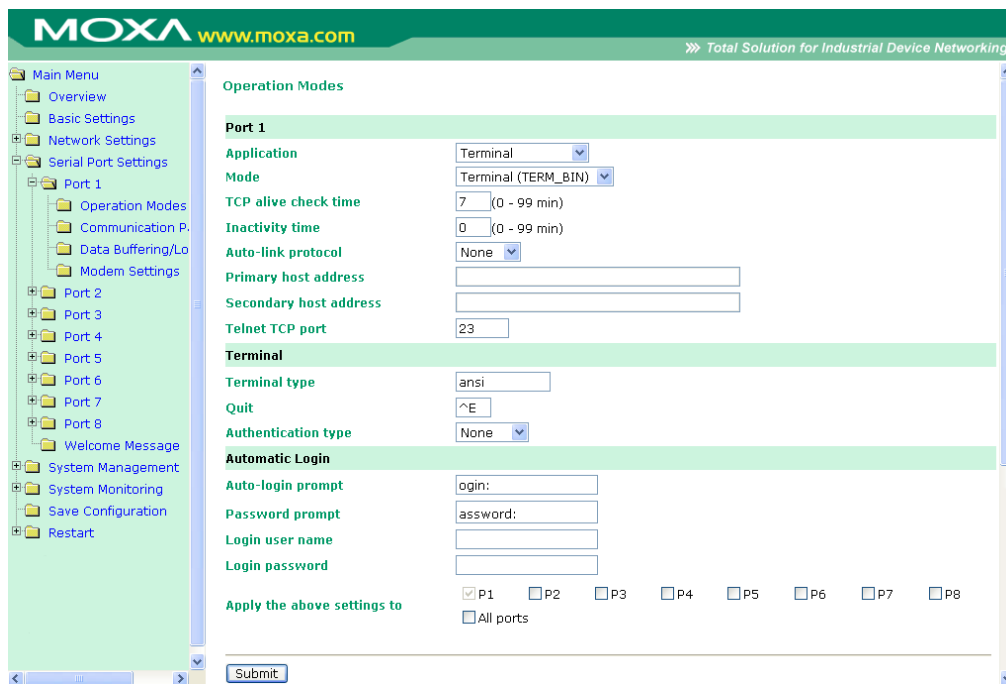 MOXA www.moxa.com
Total Solution for Industrial Device Networking
Main Menu
Overview
Basic Settings
Network Settings
Serial Port Settings
Port 1
Operation Modes
Communication P
Data Buffering/Lo
Modem Settings
Port 2
Port 3
Port 4
Port 5
Port 6
Port 7
Port 8
Welcome Message
System Management
System Monitoring
Save Configuration
Restart
Operation Modes
Port 1
Application Terminal
Mode Terminal (TERM_BIN)
TCP alive check time 7 (0 - 99 min)
Inactivity time 0 (0 - 99 min)
Auto-link protocol None
Primary host address
Secondary host address
Telnet TCP port 23
Terminal
Terminal type ansi
Quit ^E
Authentication type None
Automatic Login
Auto-login prompt ogin:
Password prompt assword:
Login user name
Login password
Apply the above settings to P1 P2 P3 P4 P5 P6 P7 P8
All ports
Submit